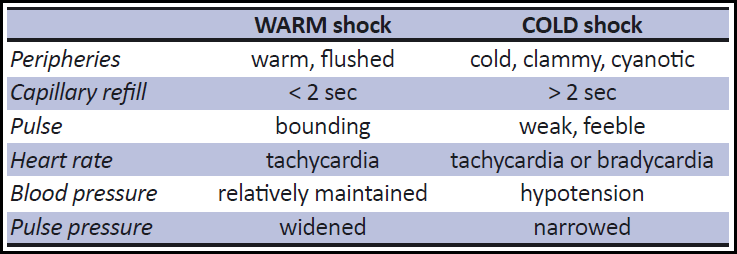 WARM shock COLD shock
Peripheries warm, flushed cold, clammy, cyanotic
Capillary refill < 2 sec > 2 sec
Pulse bounding weak, feeble
Heart rate tachycardia tachycardia or bradycardia
Blood pressure relatively maintained hypotension
Pulse pressure widened narrowed